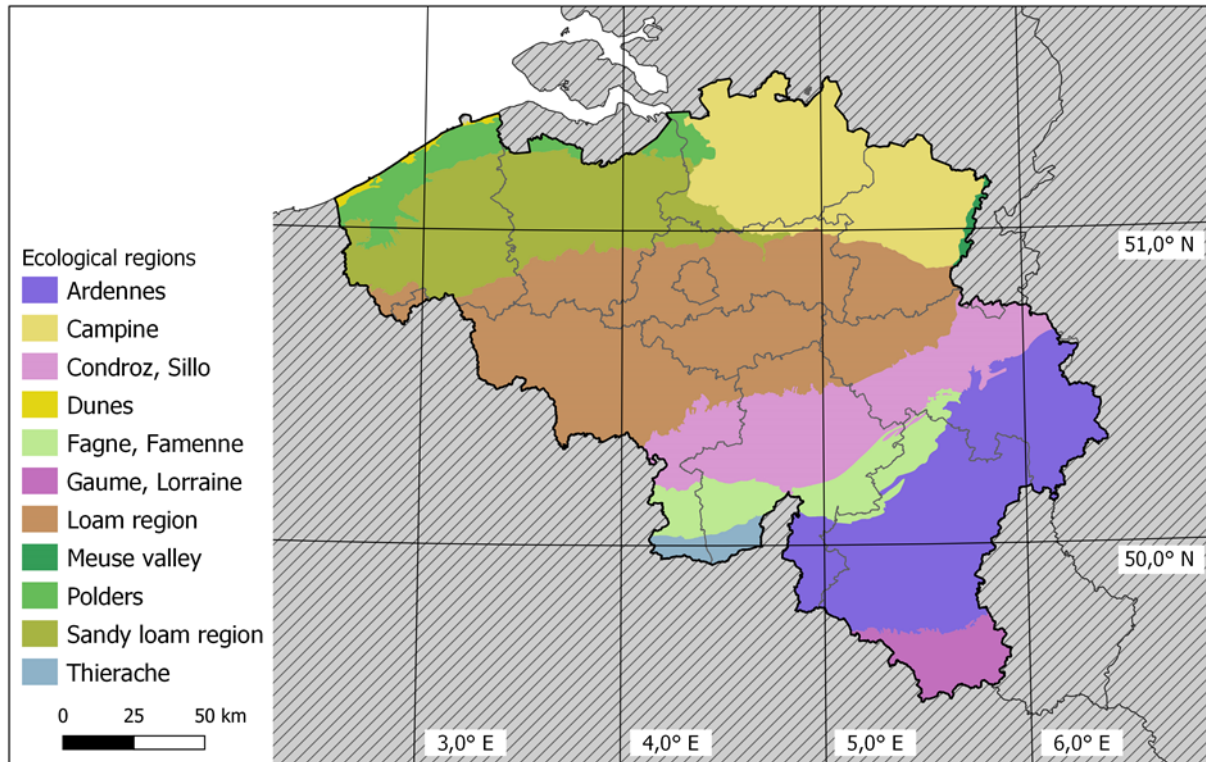 Ecological regions
Ardennes
Campine
Condroz, Sillo
Dunes
Fagne, Famenne
Gaume, Lorraine
Loam region
Meuse valley
Polders
Sandy loam region
Thierache
0 25 50 km
51,0° N
50,0° N
3,0° E 4,0° E 5,0° E 6,0° E